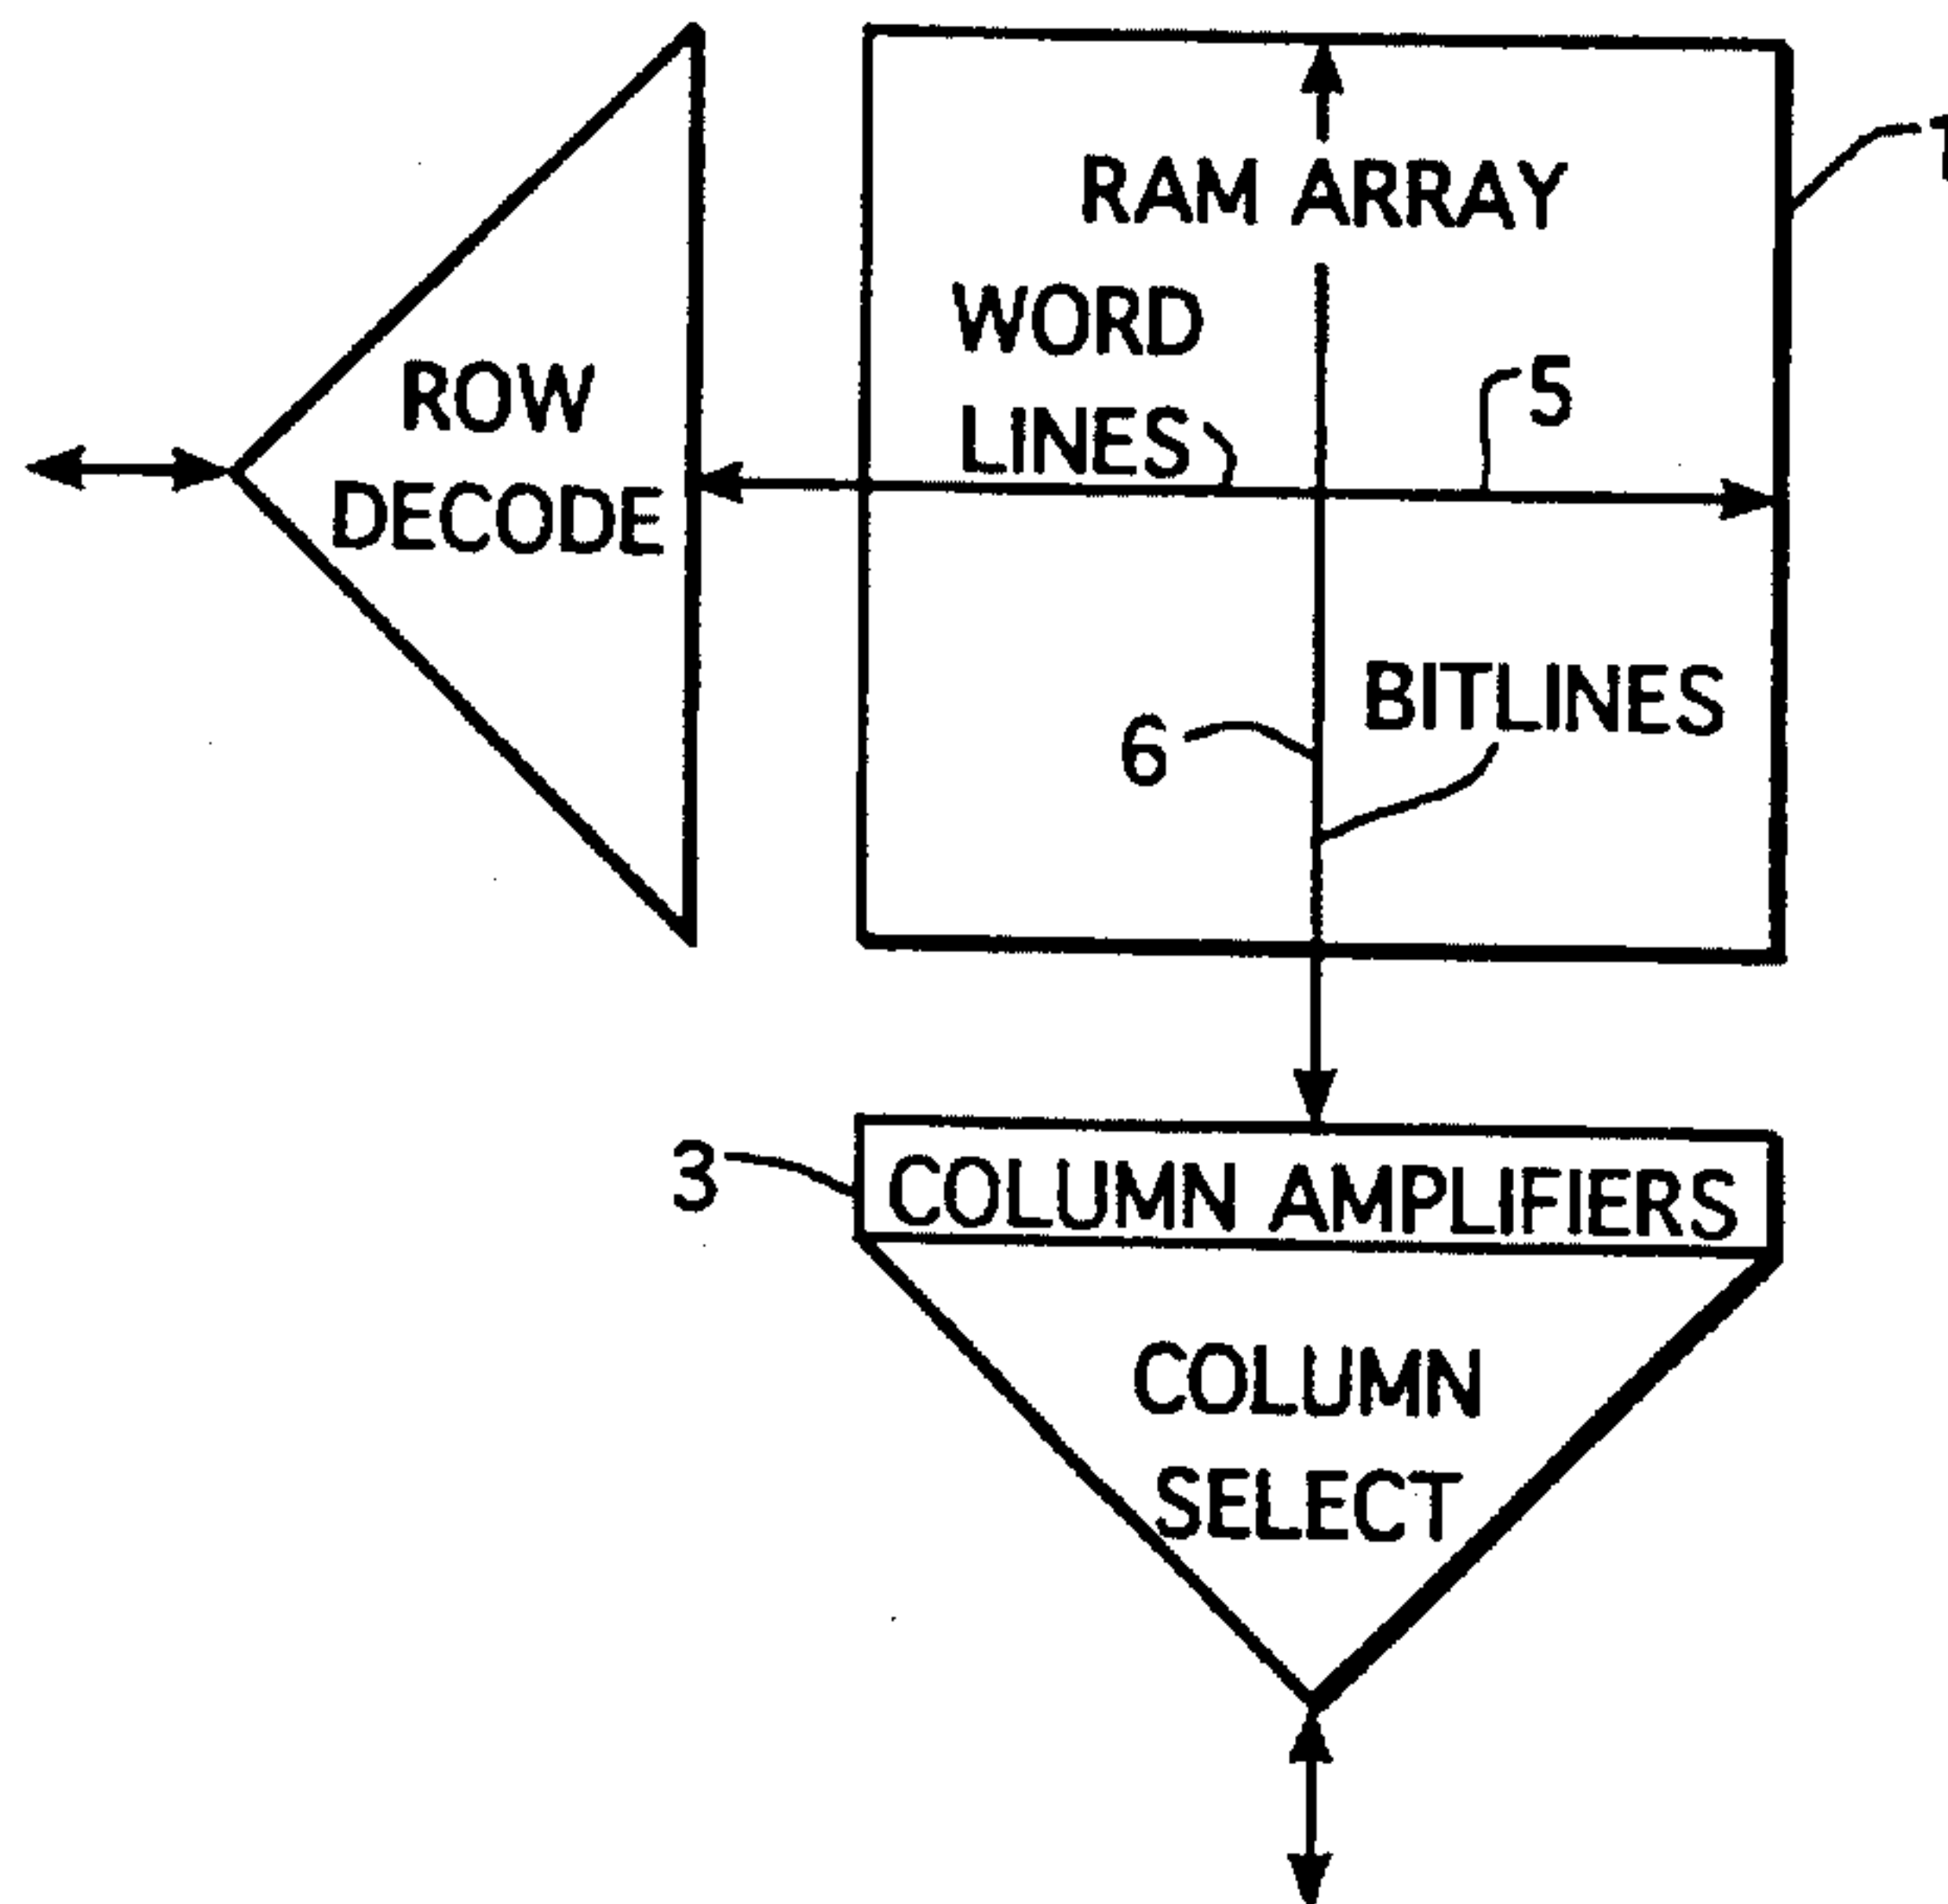 RAM ARRAY
WORD
LINES
5
ROW
DECODE
BITLINES
6
3
COLUMN AMPLIFIERS
COLUMN
SELECT